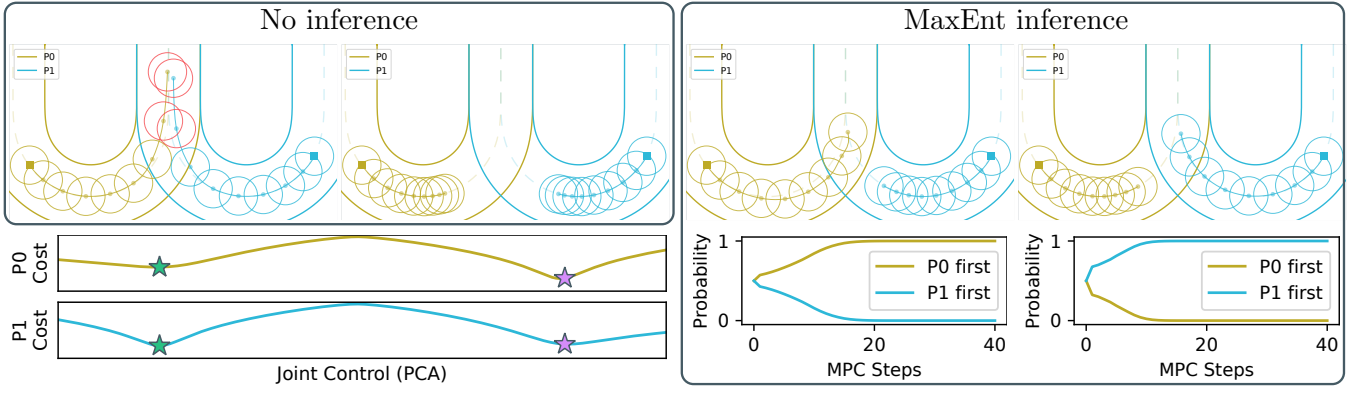 No inference
MaxEnt inference
P0
P1
P0
P1
P0
P1
P0
P1
P0
Cost
P1
Cost
Joint Control (PCA)
Probability
1
0
P0 first
P1 first
0
20
40
MPC Steps
Probability
1
0
P0 first
P1 first
0
20
40
MPC Steps